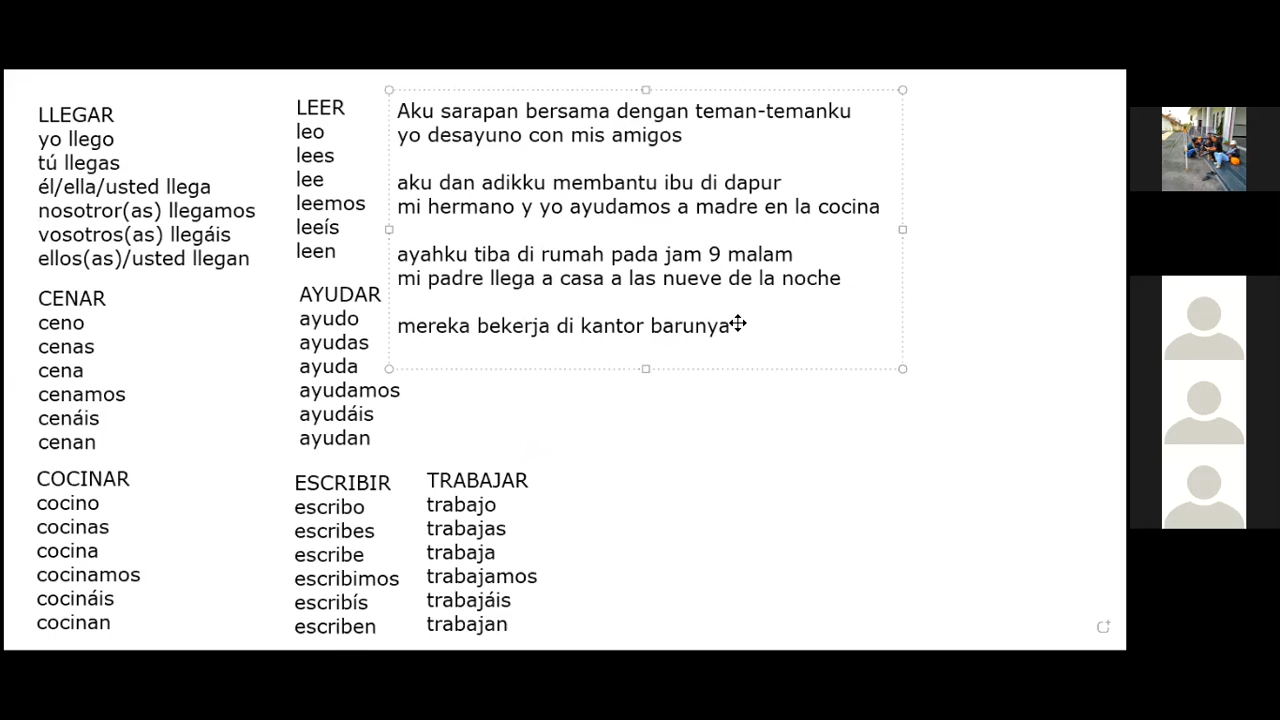 LLEGAR
yo llego
tú llegas
él/ella/usted llega
nosotror(as) llegamos
vosotros(as) llegáis
ellos(as)/usted llegan
CENAR
ceno
cenas
cena
cenamos
cenáis
cenan
COCINAR
cocino
cocinas
cocina
cocinamos
cocináis
cocinan
LEER
leo
lees
lee
leemos
leeís
leen
AYUDAR
ayudo
ayudas
ayuda
ayudamos
ayudáis
ayudan
ESCRIBIR
escribo
escribes
escribe
escribimos
escribís
escriben
Aku sarapan bersama dengan teman-temanku
yo desayuno con mis amigos
aku dan adikku membantu ibu di dapur
mi hermano y yo ayudamos a madre en la cocina
ayahku tiba di rumah pada jam 9 malam
mi padre llega a casa a las nueve de la noche
mereka bekerja di kantor barunya
TRABAJAR
trabajo
trabajas
trabaja
trabajamos
trabajáis
trabajan